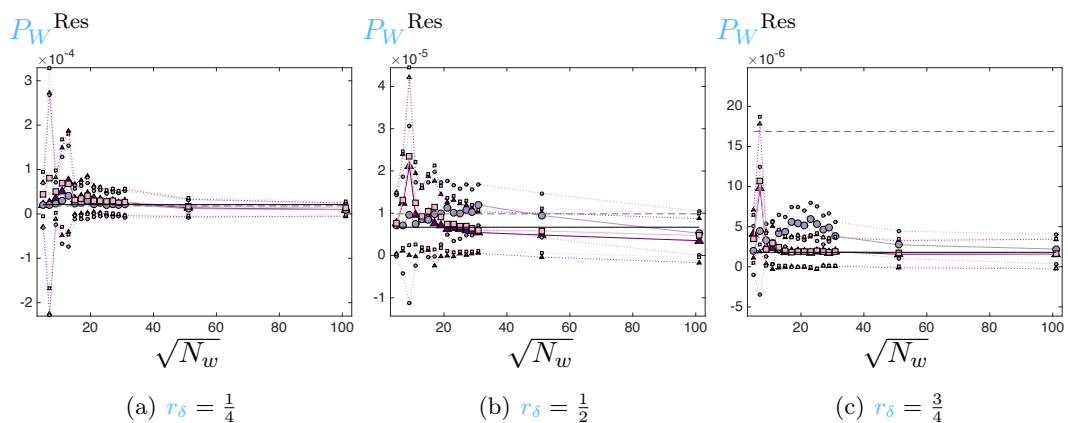 P_W^Res P_W^Res P_W^Res
×10^-4 ×10^-5 ×10^-6
3
2
1
0
-1
-2
20 40 60 80 100
√N_w
4
3
2
1
0
-1
20 40 60 80 100
√N_w
20
15
10
5
0
-5
20 40 60 80 100
√N_w
(a) r_δ = 1/4 (b) r_δ = 1/2 (c) r_δ = 3/4